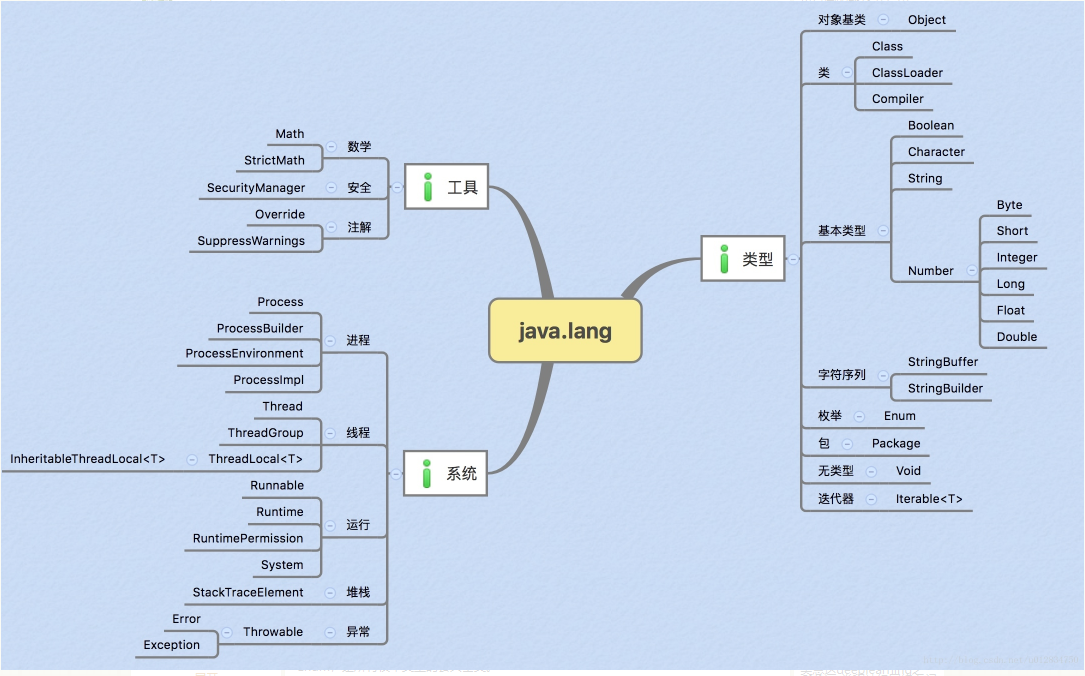 java.lang
工具
数学
Math
StrictMath
安全
SecurityManager
注解
Override
SuppressWarnings
系统
进程
Process
ProcessBuilder
ProcessEnvironment
ProcessImpl
线程
Thread
ThreadGroup
ThreadLocal<T>
InheritableThreadLocal<T>
运行
Runnable
Runtime
RuntimePermission
System
堆栈
StackTraceElement
异常
Throwable
Error
Exception
类型
对象基类
Object
类
Class
ClassLoader
Compiler
基本类型
Boolean
Character
String
Number
Byte
Short
Integer
Long
Float
Double
字符序列
StringBuffer
StringBuilder
枚举
Enum
包
Package
无类型
Void
迭代器
Iterable<T>